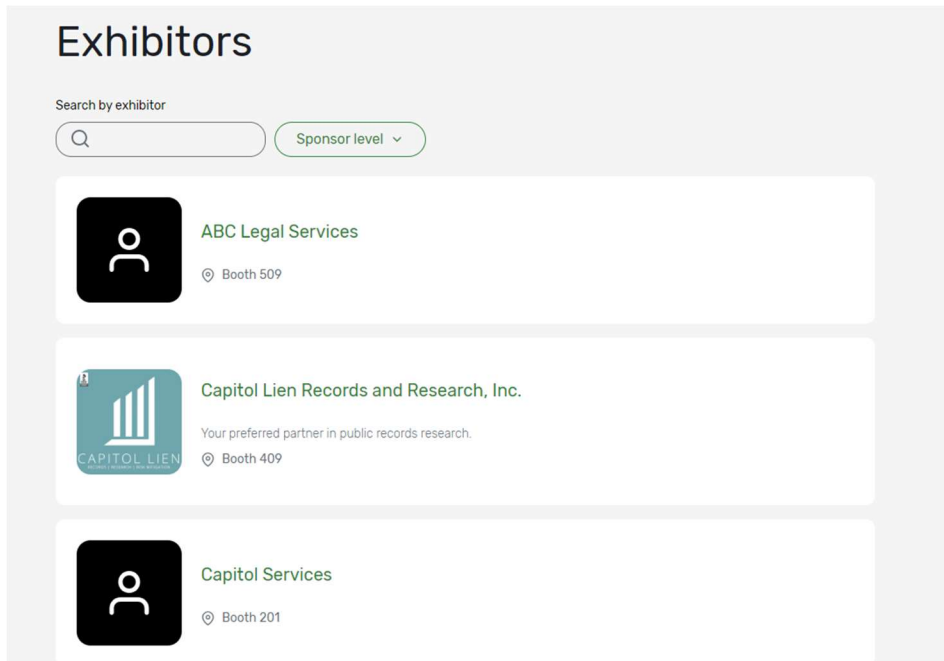 Exhibitors
Search by exhibitor
Sponsor level
ABC Legal Services
Booth 509
Capitol Lien Records and Research, Inc.
Your preferred partner in public records research.
Booth 409
CAPITOL LIEN
Capitol Services
Booth 201